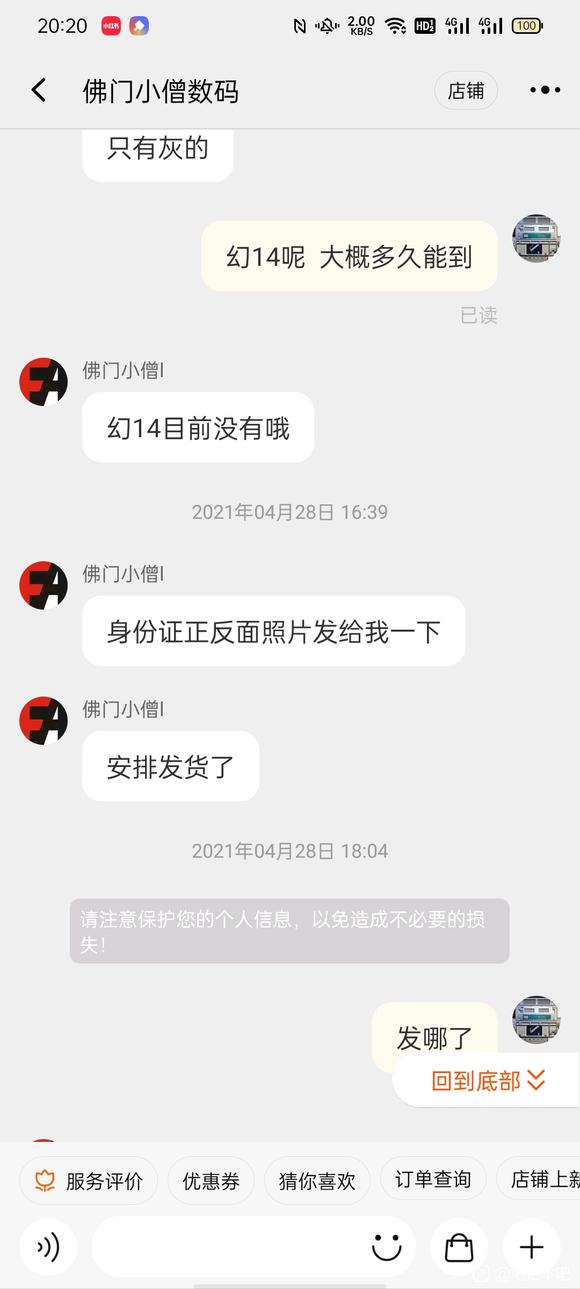 20:20
小红书
2.00
KB/S
HD2
4G
4G
100
佛门小僧数码
店铺
只有灰的
幻14呢 大概多久能到
已读
佛门小僧l
幻14目前没有哦
2021年04月28日 16:39
佛门小僧l
身份证正反面照片发给我一下
佛门小僧l
安排发货了
2021年04月28日 18:04
请注意保护您的个人信息，以免造成不必要的损
失！
发哪了
回到底部
服务评价
优惠券
猜你喜欢
订单查询
店铺上新